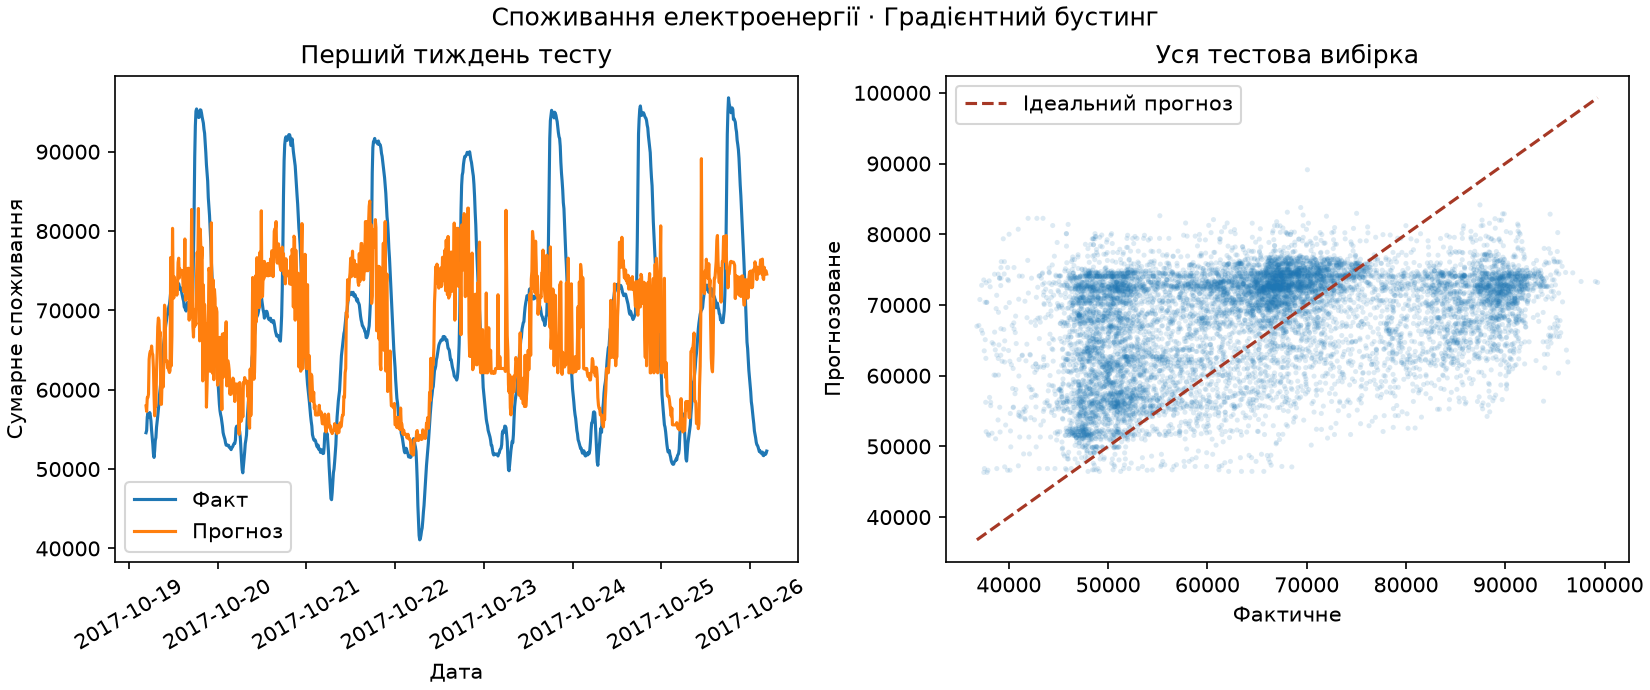 Споживання електроенергії · Градієнтний бустинг
Перший тиждень тесту
Сумарне споживання
90000
80000
70000
60000
50000
40000
Факт
Прогноз
2017-10-19
2017-10-20
2017-10-21
2017-10-22
2017-10-23
2017-10-24
2017-10-25
2017-10-26
Дата
Уся тестова вибірка
Прогнозоване
100000
90000
80000
70000
60000
50000
40000
Ідеальний прогноз
40000
50000
60000
70000
80000
90000
100000
Фактичне